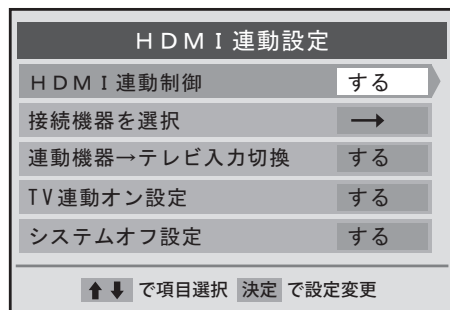 ＨＤＭＩ連動設定
ＨＤＭＩ連動制御 する
接続機器を選択 →
連動機器→テレビ入力切換 する
TV連動オン設定 する
システムオフ設定 する
↑↓ で項目選択 決定 で設定変更